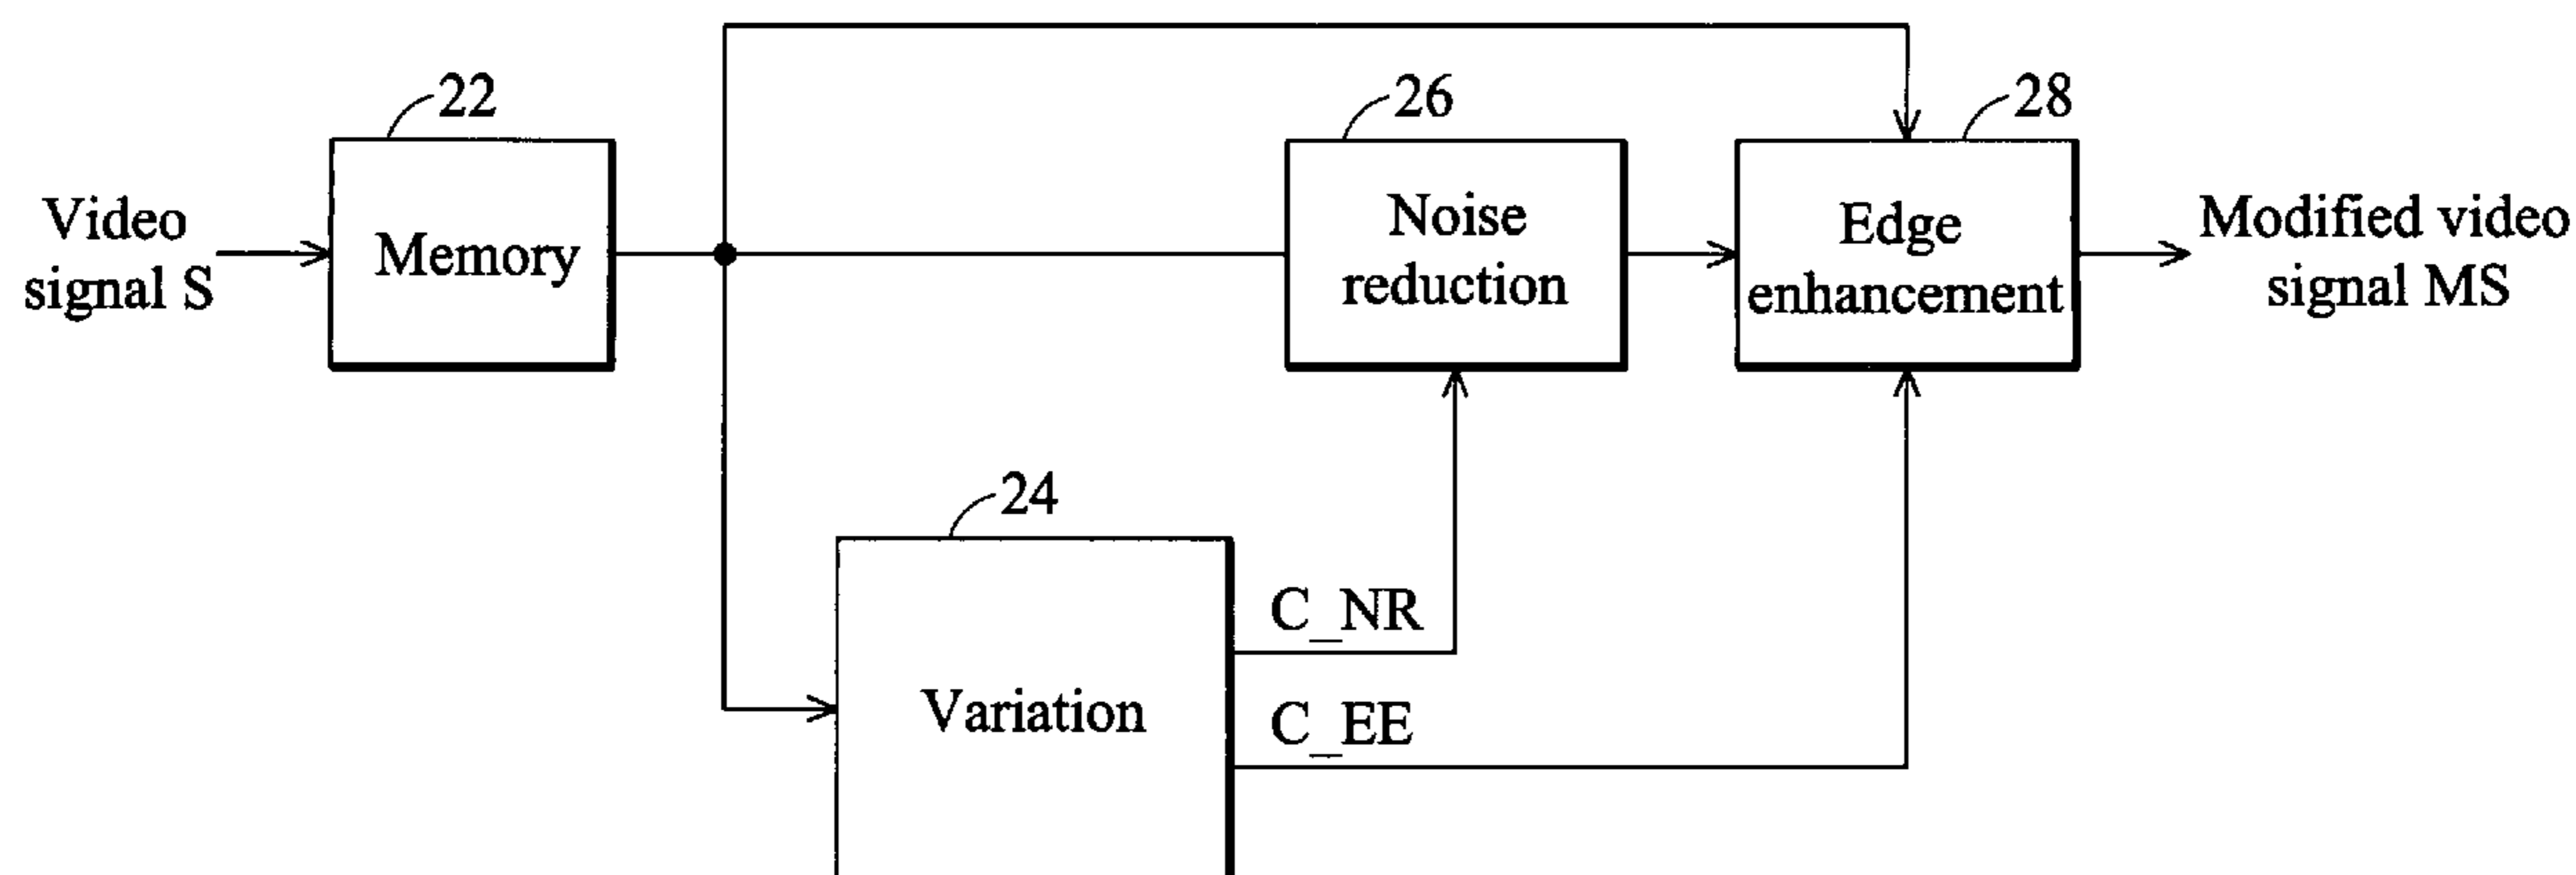 22
26
28
Video
signal S
Memory
Noise
reduction
Edge
enhancement
Modified video
signal MS
24
Variation
C_NR
C_EE